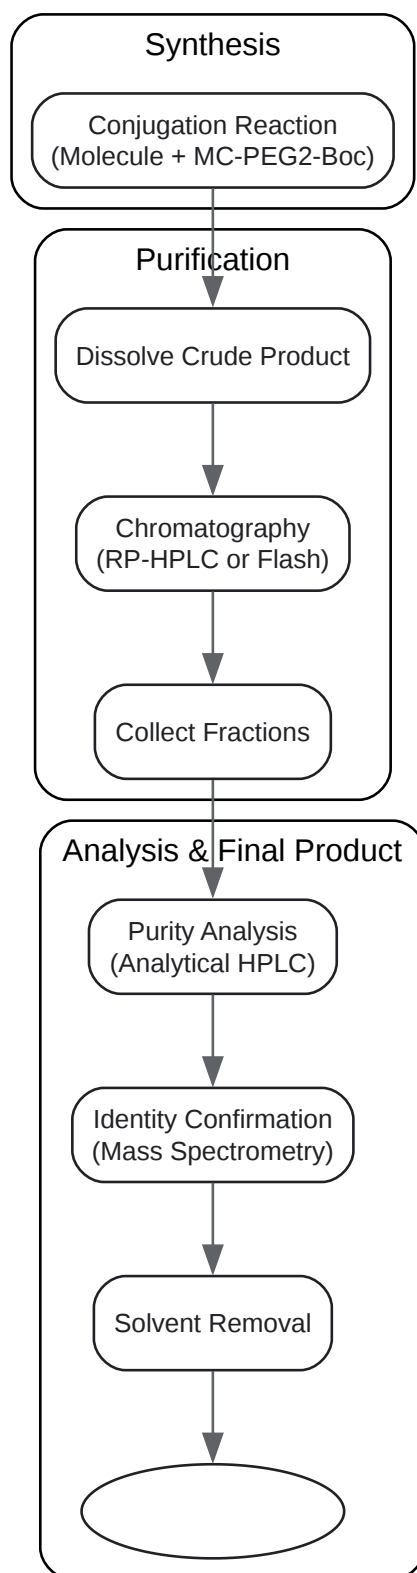 Synthesis
Conjugation Reaction
(Molecule + MC-PEG2-Boc)
Purification
Dissolve Crude Product
Chromatography
(RP-HPLC or Flash)
Collect Fractions
Analysis & Final Product
Purity Analysis
(Analytical HPLC)
Identity Confirmation
(Mass Spectrometry)
Solvent Removal